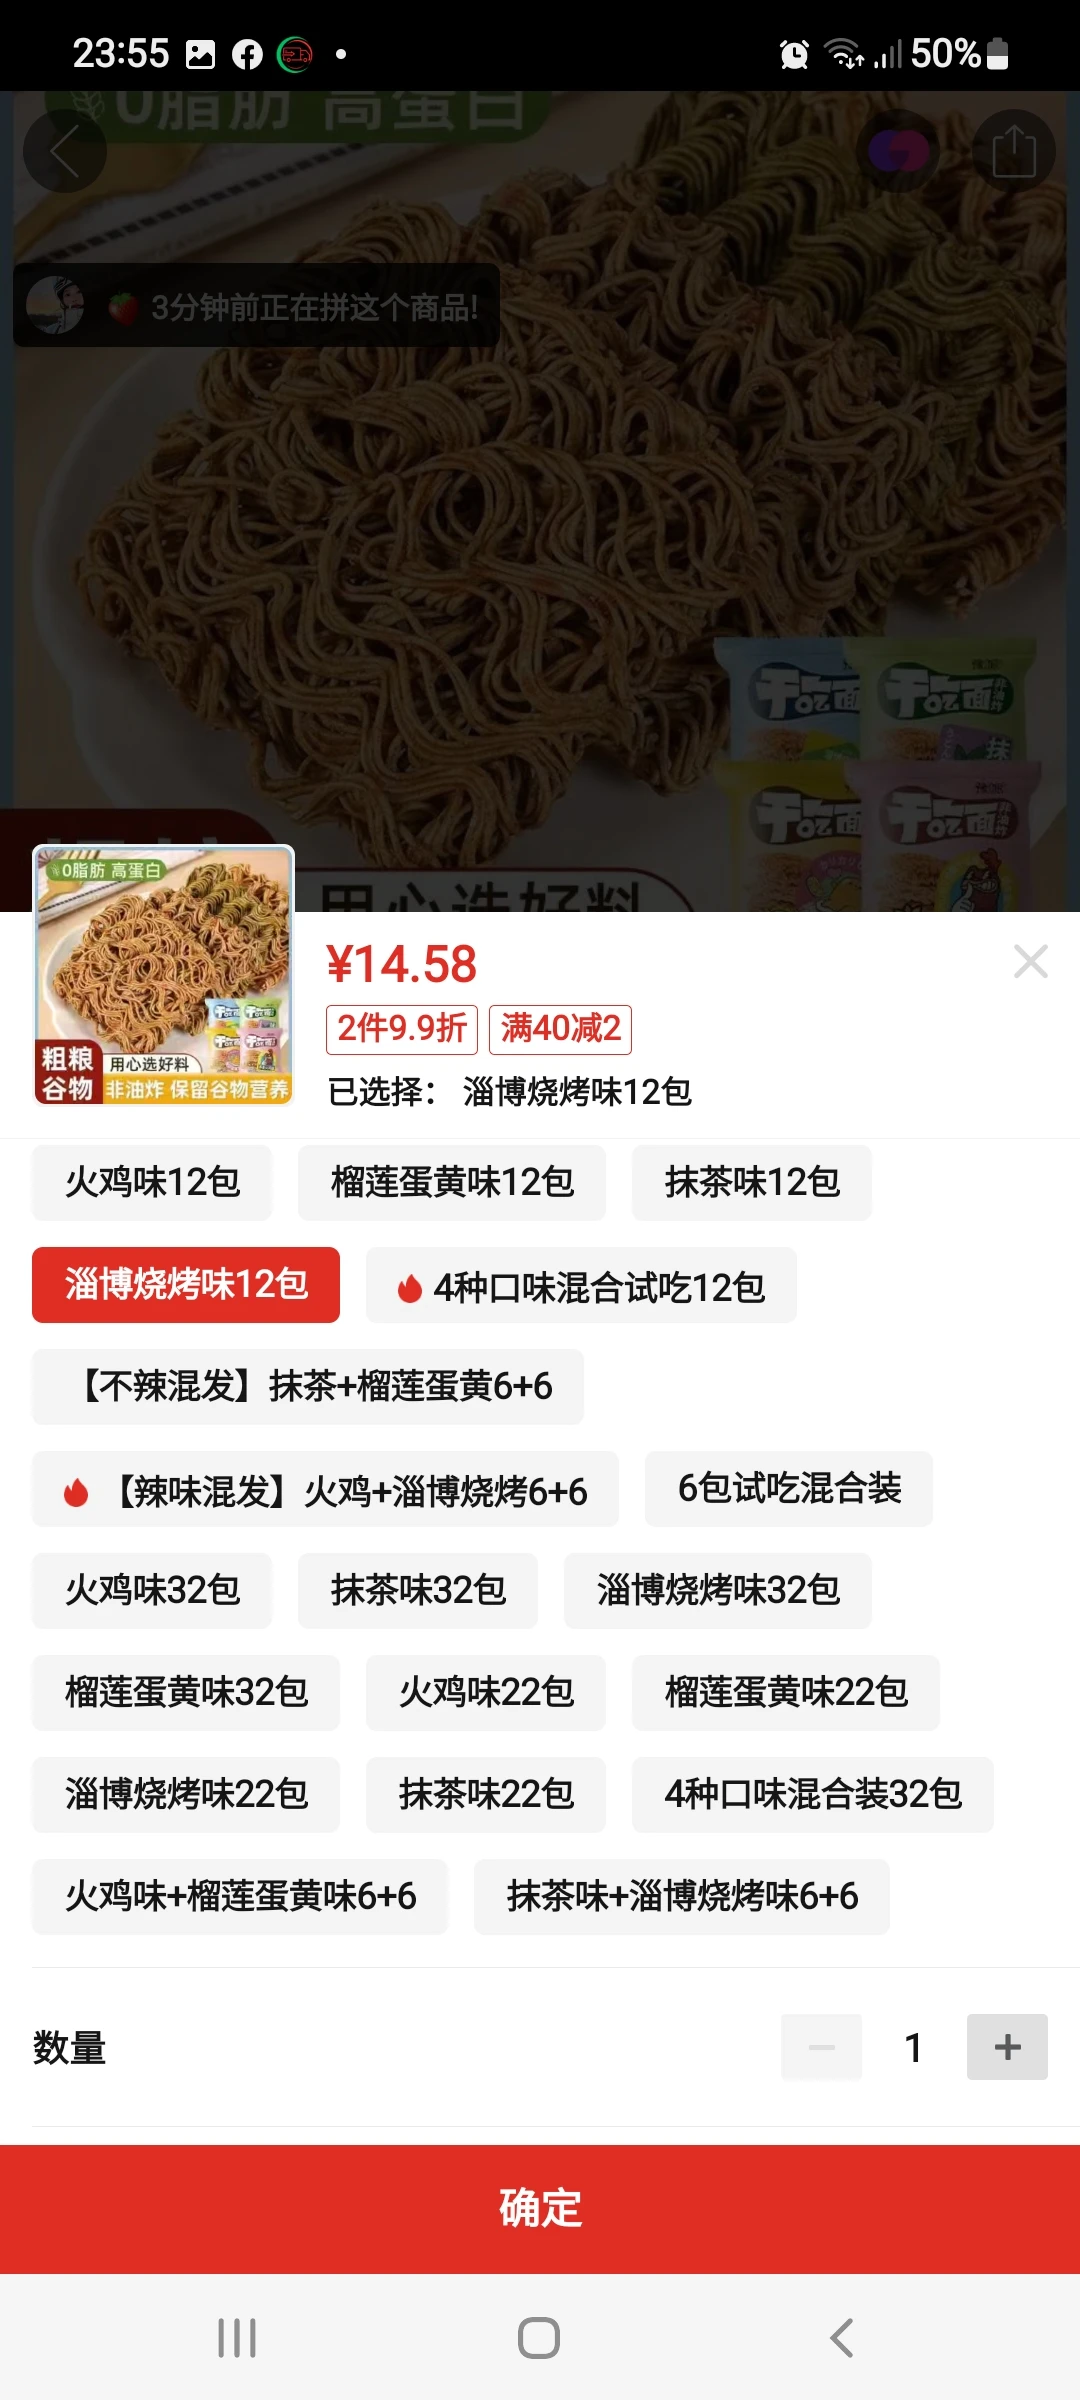 23:55
50%
0脂肪 高蛋白
3分钟前正在拼这个商品!
干吃面
干吃面
非油炸
抹
干吃面
干吃面
非油炸
用心选好料
0脂肪 高蛋白
粗粮
谷物
用心选好料
非油炸 保留谷物营养
¥14.58
2件9.9折 满40减2
已选择： 淄博烧烤味12包
火鸡味12包 榴莲蛋黄味12包 抹茶味12包
淄博烧烤味12包 4种口味混合试吃12包
【不辣混发】抹茶+榴莲蛋黄6+6
【辣味混发】火鸡+淄博烧烤6+6 6包试吃混合装
火鸡味32包 抹茶味32包 淄博烧烤味32包
榴莲蛋黄味32包 火鸡味22包 榴莲蛋黄味22包
淄博烧烤味22包 抹茶味22包 4种口味混合装32包
火鸡味+榴莲蛋黄味6+6 抹茶味+淄博烧烤味6+6
数量 1
确定